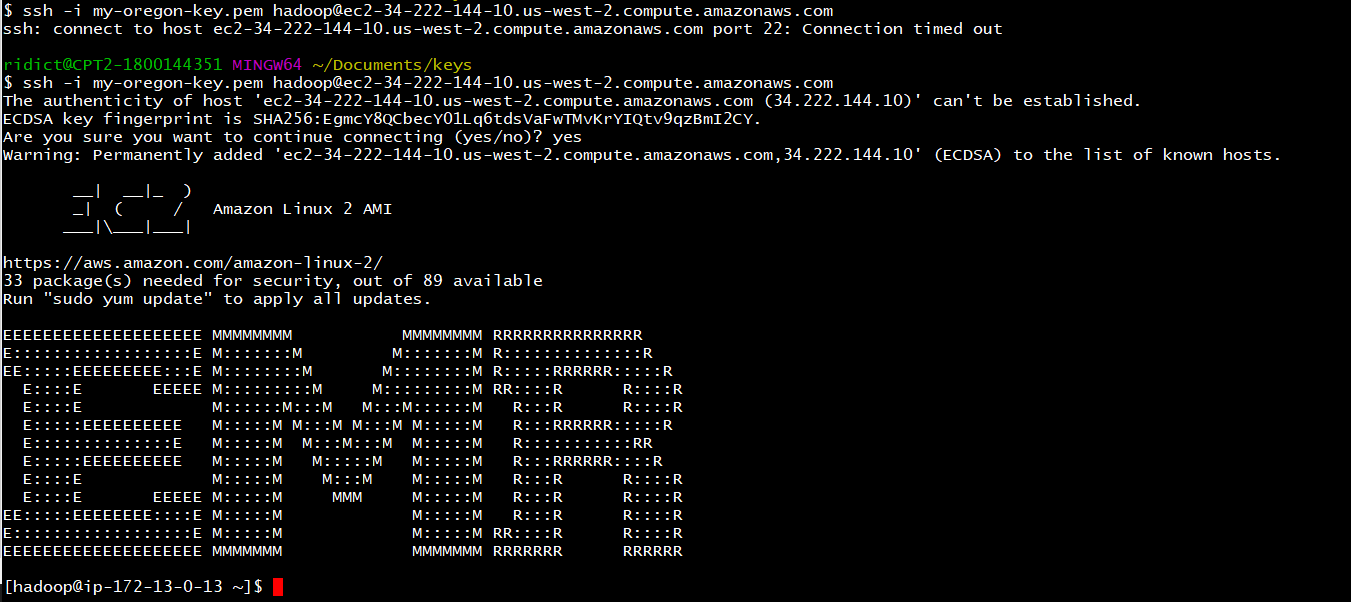 $ ssh -i my-oregon-key.pem hadoop@ec2-34-222-144-10.us-west-2.compute.amazonaws.com
ssh: connect to host ec2-34-222-144-10.us-west-2.compute.amazonaws.com port 22: Connection timed out

ridict@CPT2-1800144351 MINGW64 ~/Documents/keys
$ ssh -i my-oregon-key.pem hadoop@ec2-34-222-144-10.us-west-2.compute.amazonaws.com
The authenticity of host 'ec2-34-222-144-10.us-west-2.compute.amazonaws.com (34.222.144.10)' can't be established.
ECDSA key fingerprint is SHA256:EgmcY8QCbecYO1Lq6tdsVaFwTMvKrYIQtv9qzBmI2CY.
Are you sure you want to continue connecting (yes/no)? yes
Warning: Permanently added 'ec2-34-222-144-10.us-west-2.compute.amazonaws.com,34.222.144.10' (ECDSA) to the list of known hosts.

       __|  __|_  )
       _|  (     /   Amazon Linux 2 AMI
      ___|\___|___|

https://aws.amazon.com/amazon-linux-2/
33 package(s) needed for security, out of 89 available
Run "sudo yum update" to apply all updates.

EEEEEEEEEEEEEEEEEEEE MMMMMMMM           MMMMMMMM RRRRRRRRRRRRRRR
E::::::::::::::::::E M:::::::M         M:::::::M R::::::::::::::R
EE:::::EEEEEEEEE:::E M::::::::M       M::::::::M R:::::RRRRRR:::::R
  E::::E       EEEEE M:::::::::M     M:::::::::M RR::::R      R::::R
  E::::E             M::::::M:::M   M:::M::::::M   R:::R      R::::R
  E:::::EEEEEEEEEE   M:::::M M:::M M:::M M:::::M   R:::RRRRRR:::::R
  E::::::::::::::E   M:::::M  M:::M:::M  M:::::M   R:::::::::::RR
  E:::::EEEEEEEEEE   M:::::M   M:::::M   M:::::M   R:::RRRRRR::::R
  E::::E             M:::::M    M:::M    M:::::M   R:::R      R::::R
  E::::E       EEEEE M:::::M     MMM     M:::::M   R:::R      R::::R
EE:::::EEEEEEEE::::E M:::::M             M:::::M   R:::R      R::::R
E::::::::::::::::::E M:::::M             M:::::M RR::::R      R::::R
EEEEEEEEEEEEEEEEEEEE MMMMMMM             MMMMMMM RRRRRRR      RRRRRR

[hadoop@ip-172-13-0-13 ~]$